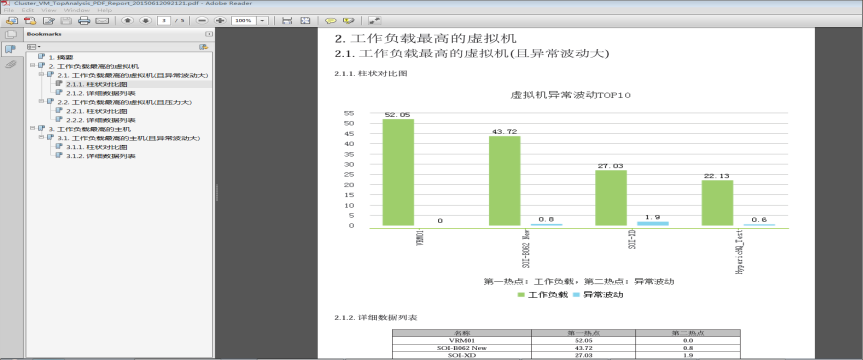 Cluster_VM_TopAnalysis_PDF_Report_20150812092121.pdf - Adobe Reader
File Edit View Window Help
3 / 5
100%
Bookmarks
1. 摘要
2. 工作负载最高的虚拟机
2.1. 工作负载最高的虚拟机(且异常波动大)
2.1.1. 柱状对比图
2.1.2. 详细数据列表
2.2. 工作负载最高的虚拟机(且压力大)
2.2.1. 柱状对比图
2.2.2. 详细数据列表
3. 工作负载最高的主机
3.1. 工作负载最高的主机(且异常波动大)
3.1.1. 柱状对比图
3.1.2. 详细数据列表
2. 工作负载最高的虚拟机
2.1. 工作负载最高的虚拟机(且异常波动大)
2.1.1. 柱状对比图
虚拟机异常波动TOP10
55
50
45
40
35
30
25
20
15
10
5
0
52.05
0
43.72
0.8
27.03
1.9
22.13
0.6
VRM01
SOI-B062 New
SOI-XD
HypericHQ_Test
第一热点: 工作负载, 第二热点: 异常波动
工作负载 异常波动
2.1.2. 详细数据列表
名称 第一热点 第二热点
VRM01 52.05 0.0
SOI-B062 New 43.72 0.8
SOI-XD 27.03 1.9